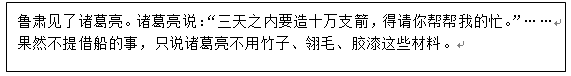 鲁肃见了诸葛亮。诸葛亮说：“三天之内要造十万支箭，得请你帮帮我的忙。”……
果然不提借船的事，只说诸葛亮不用竹子、翎毛、胶漆这些材料。